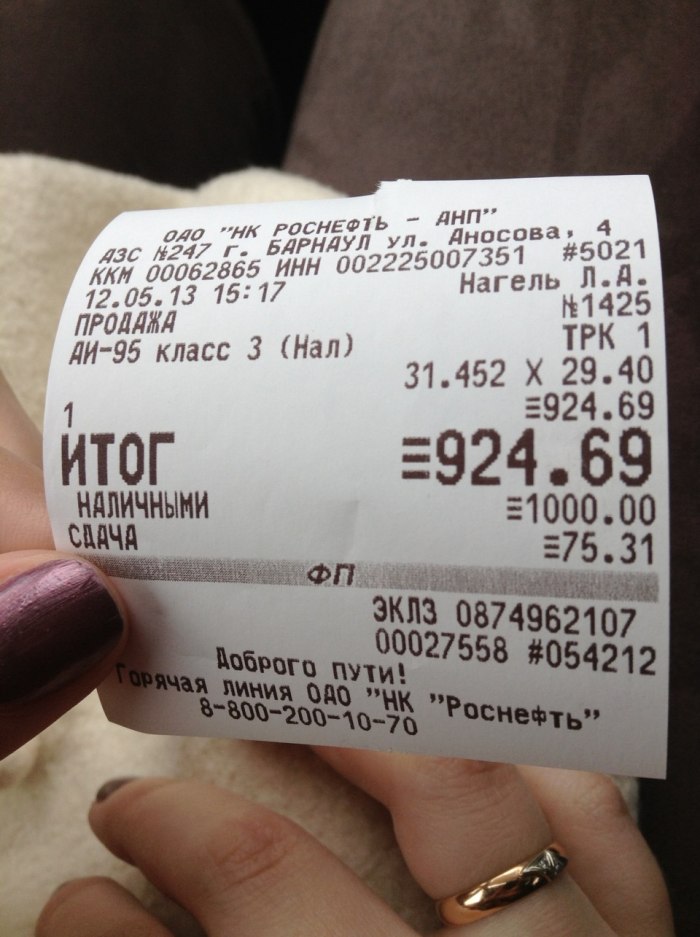 ОАО "НК РОСНЕФТЬ - АНП"
АЗС №247 Г. БАРНАУЛ УЛ. Аносова, 4
ККМ 00062865 ИНН 002225007351 #5021
12.05.13 15:17 Нагель Л.А.
ПРОДАЖА №1425
АИ-95 класс 3 (Нал) ТРК 1
31.452 X 29.40
1 ≡924.69
ИТОГ ≡924.69
НАЛИЧНЫМИ ≡1000.00
СДАЧА ≡75.31
ФП
ЭКЛЗ 0874962107
00027558 #054212
Доброго пути!
Горячая линия ОАО "НК "Роснефть"
8-800-200-10-70